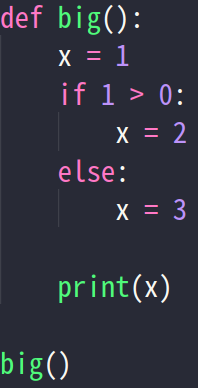 def big():
    x = 1
    if 1 > 0:
        x = 2
    else:
        x = 3

    print(x)

big()